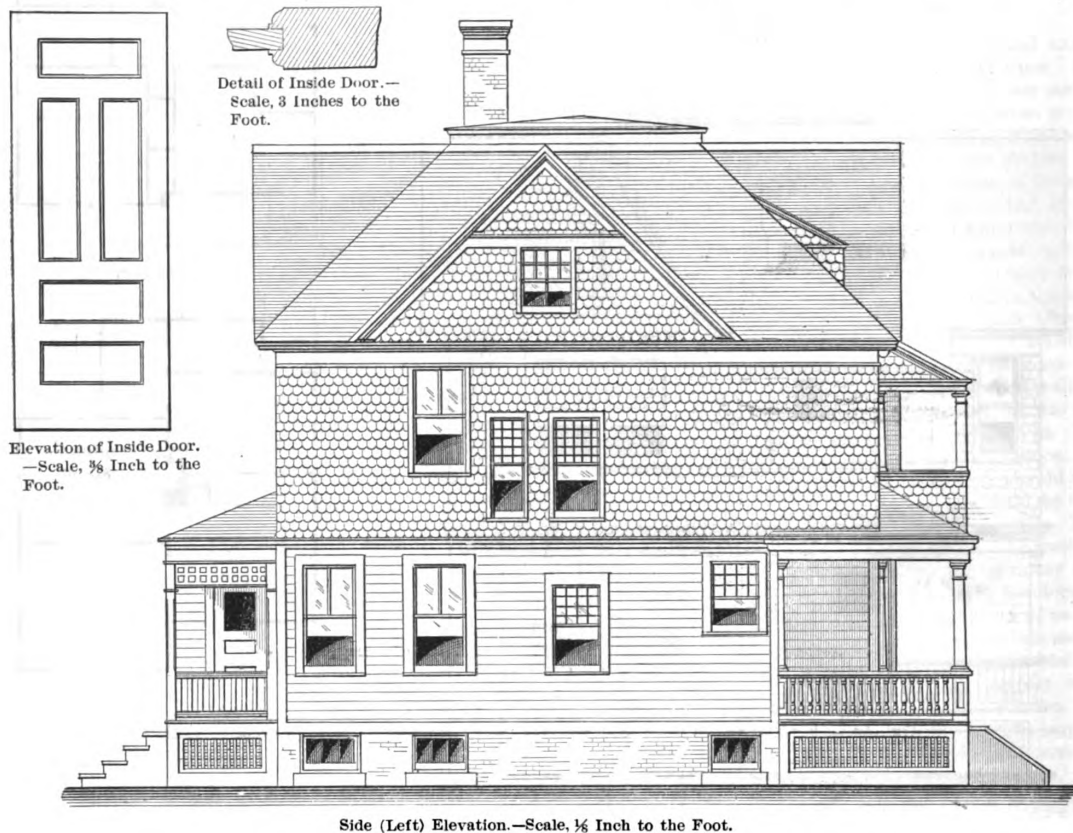 Detail of Inside Door.—
Scale, 3 Inches to the
Foot.
Elevation of Inside Door.
—Scale, ⅜ Inch to the
Foot.
Side (Left) Elevation.—Scale, ⅛ Inch to the Foot.